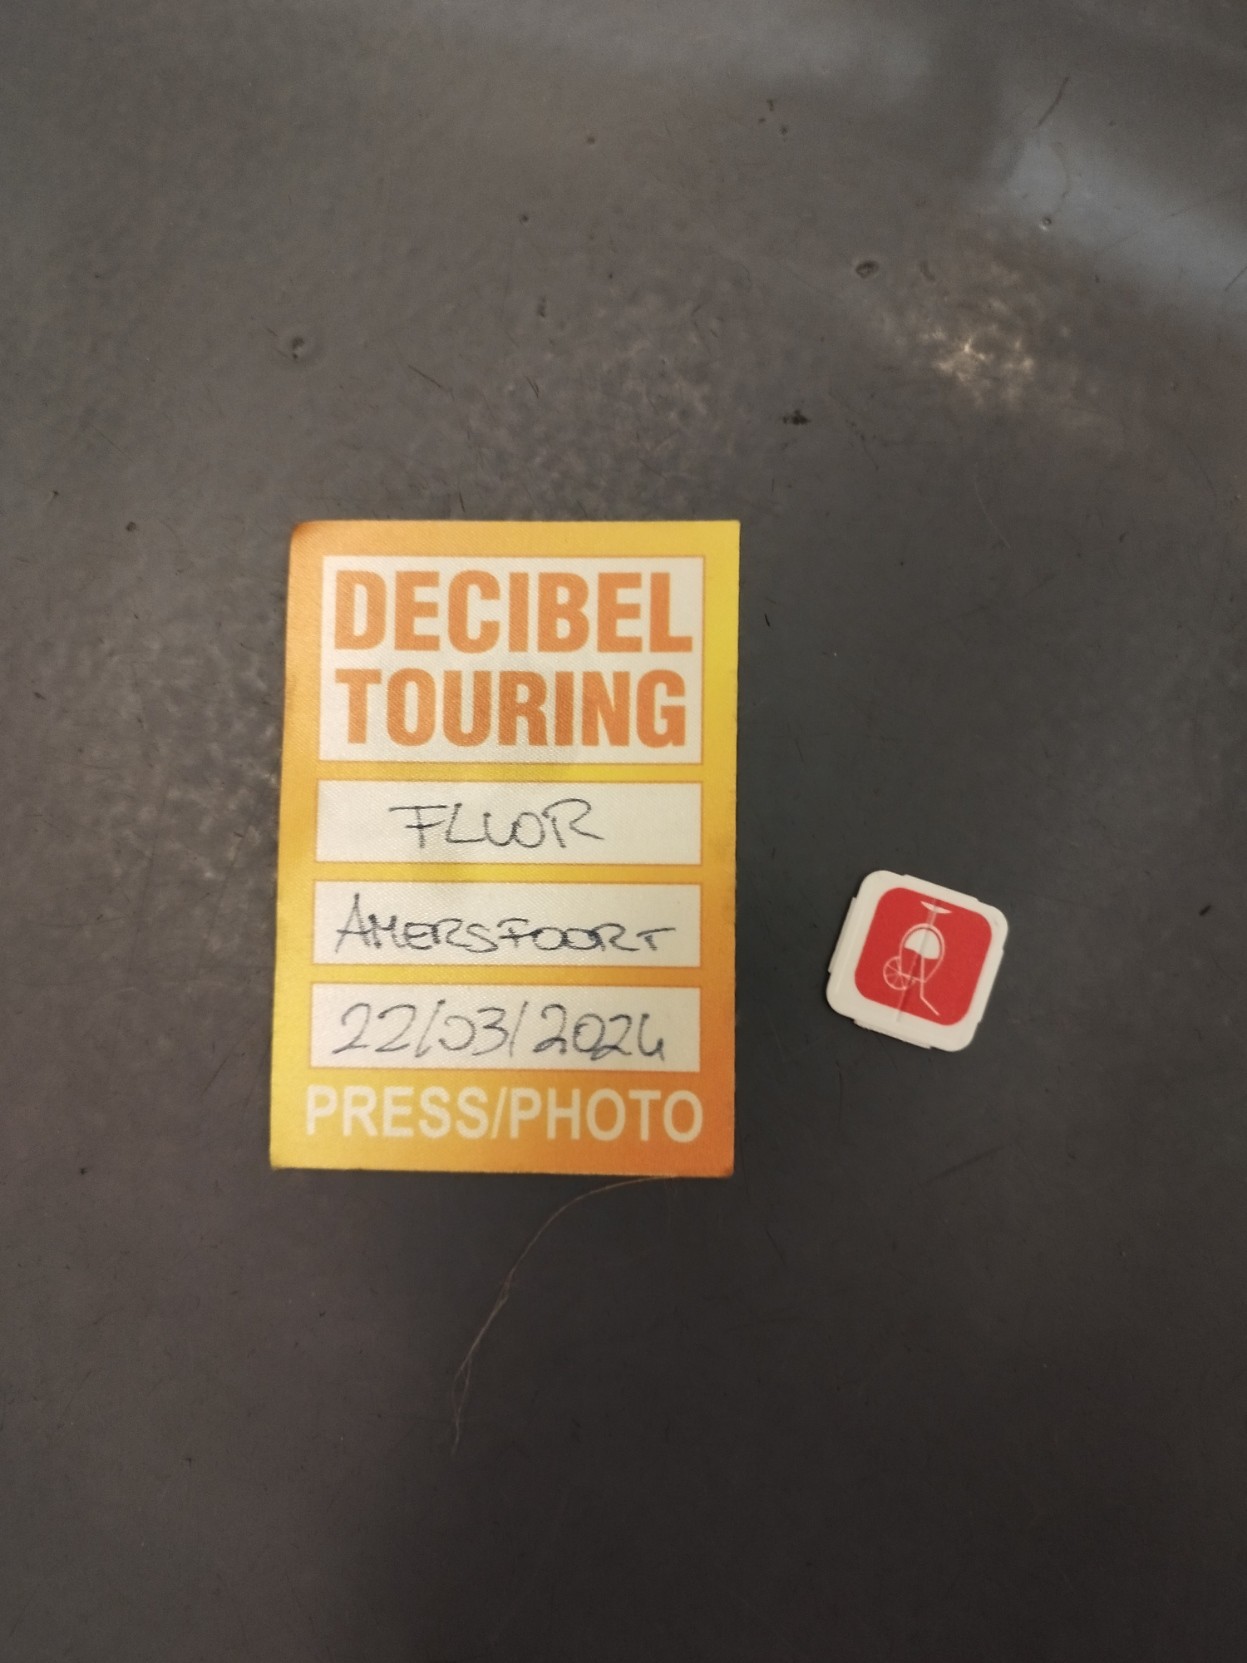 DECIBEL
TOURING
FLUOR
AMERSFOORT
22/03/2024
PRESS/PHOTO